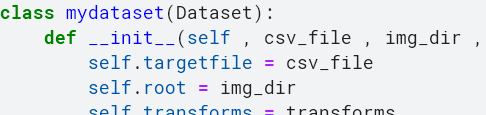 class mydataset(Dataset):
def __init__(self , csv_file , img_dir ,
self.targetfile = csv_file
self.root = img_dir
self.transforms = transforms